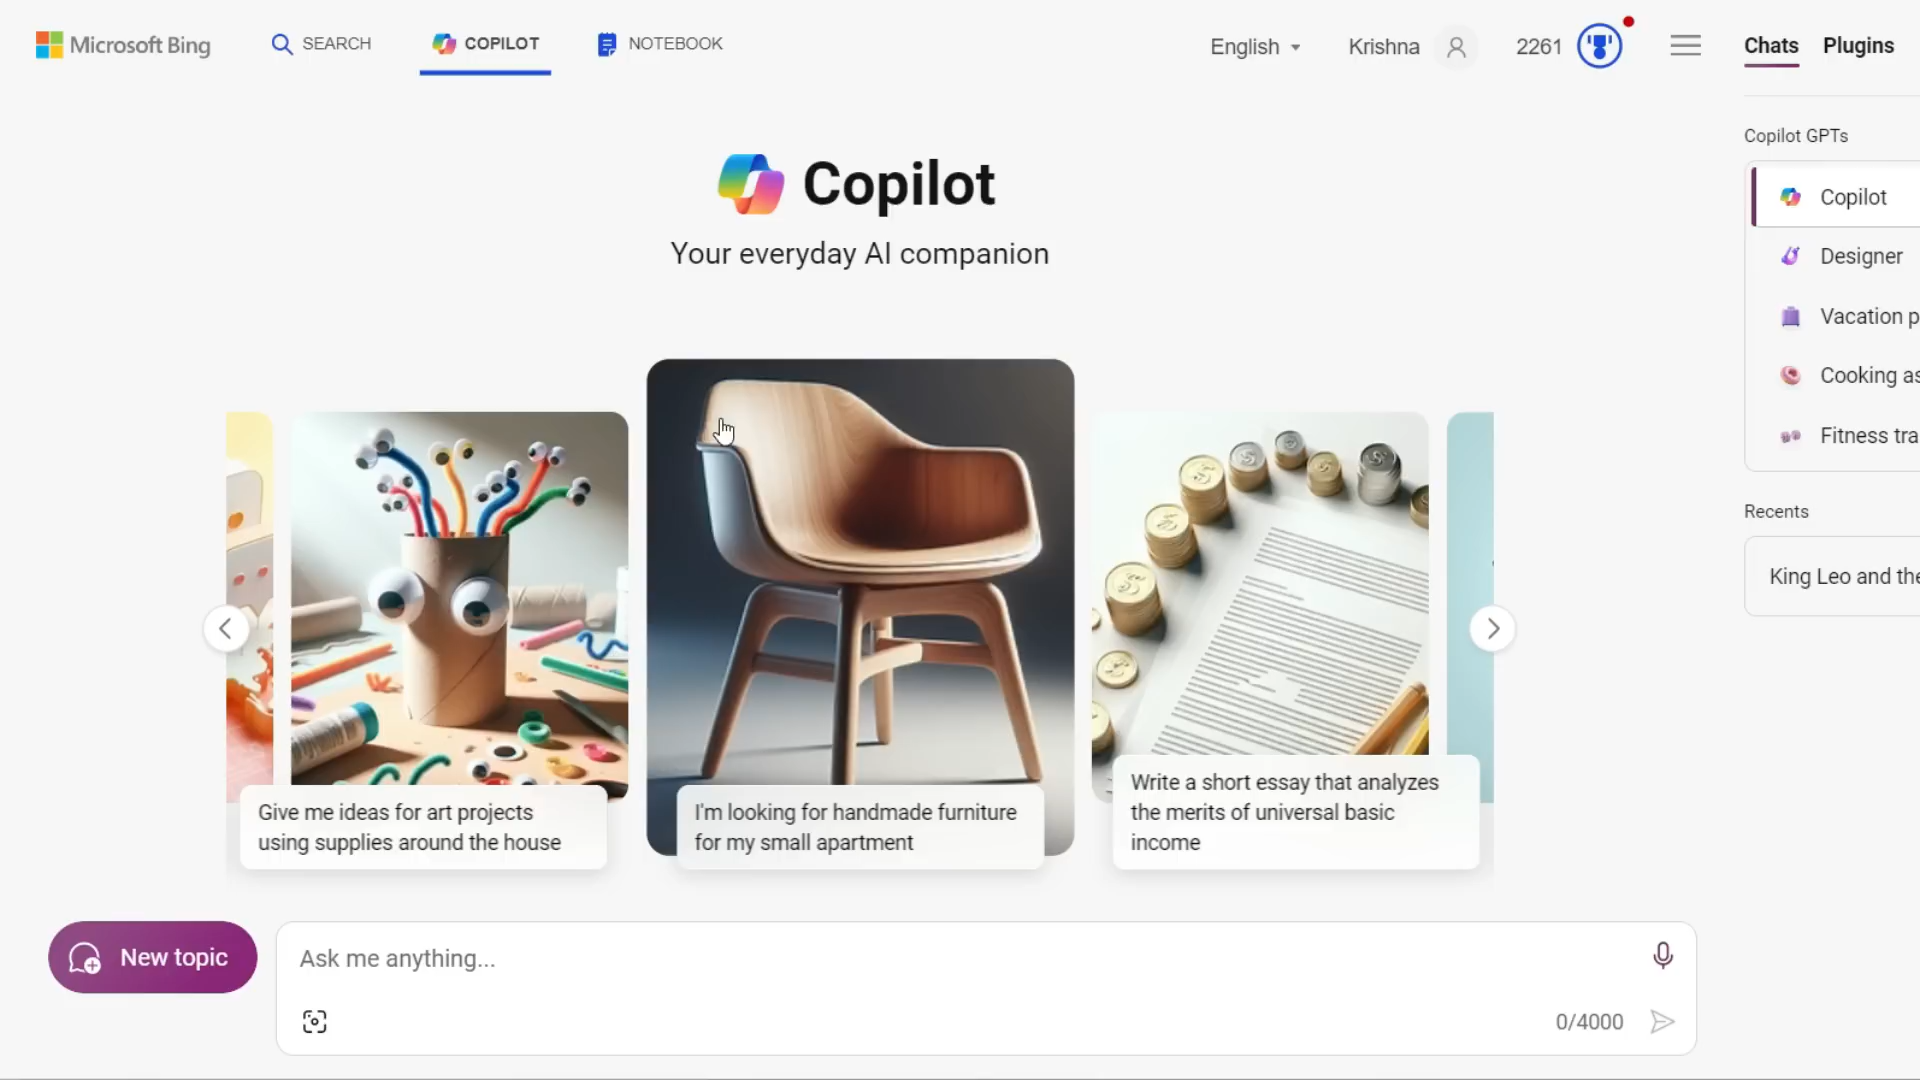 Microsoft Bing
SEARCH
COPILOT
NOTEBOOK
English
Krishna
2261
Chats
Plugins
Copilot
Your everyday AI companion
Copilot GPTs
Copilot
Designer
Vacation p
Cooking as
Fitness tra
Recents
King Leo and the
Give me ideas for art projects
using supplies around the house
I'm looking for handmade furniture
for my small apartment
Write a short essay that analyzes
the merits of universal basic
income
New topic
Ask me anything...
0/4000